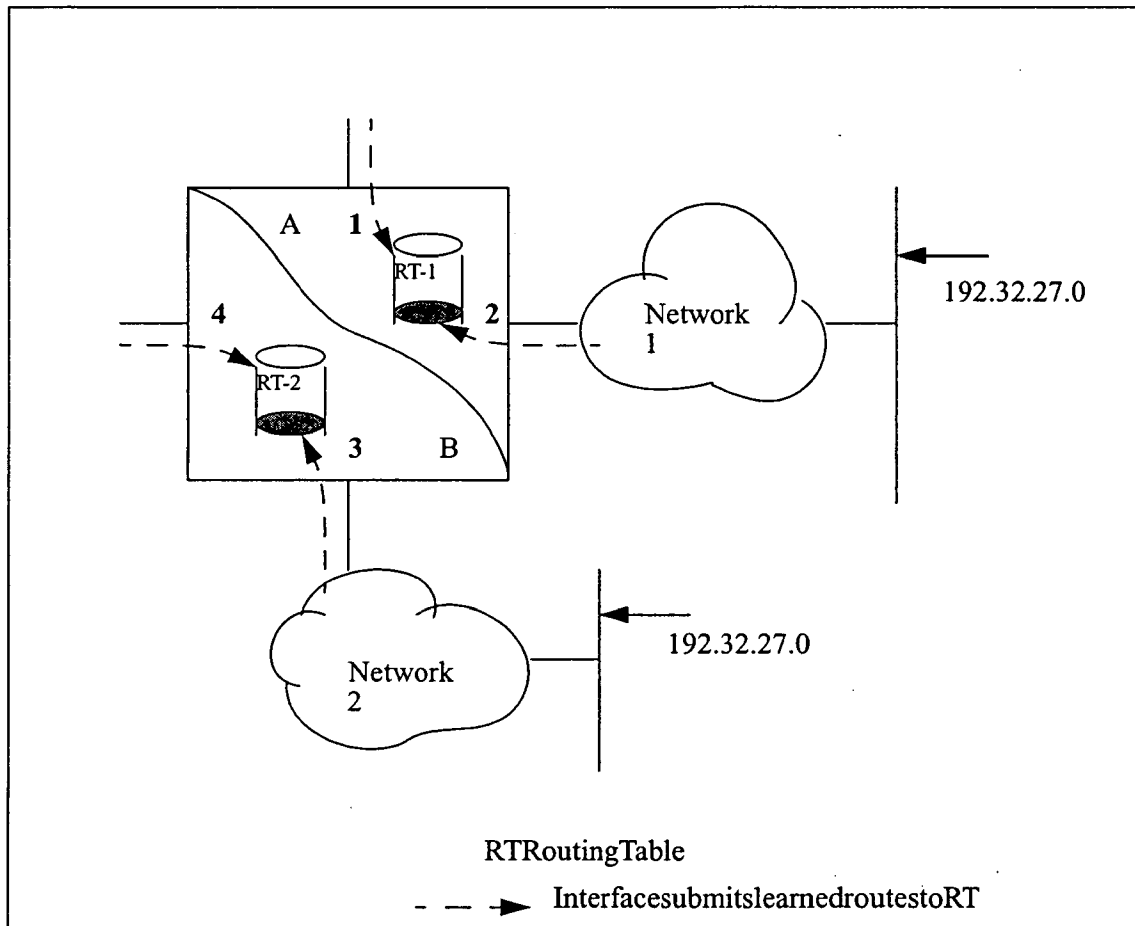 A
1
RT-1
2
4
RT-2
3
B
Network
1
192.32.27.0
Network
2
192.32.27.0
RTRoutingTable
InterfacesubmitslearnedroutestoRT